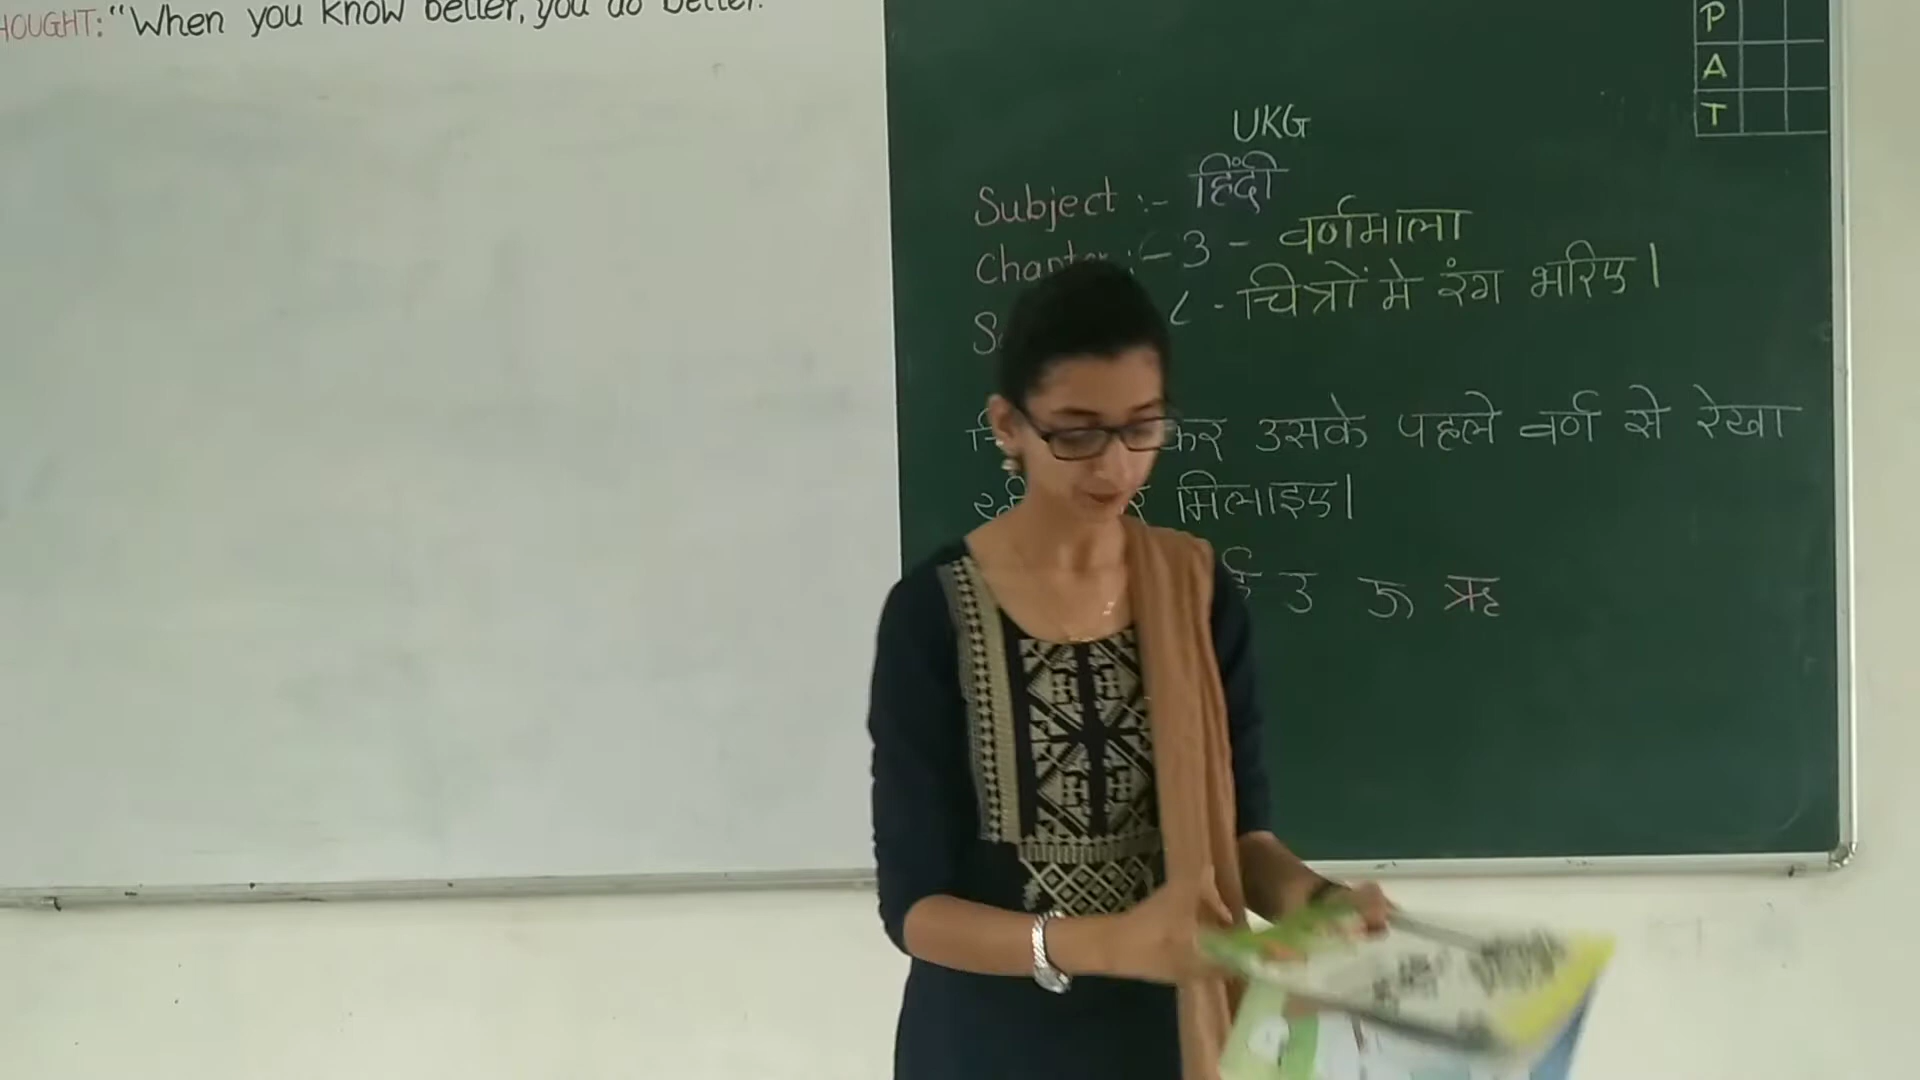 HOUGHT: "When you know better, you do better.
P
A
T
UKG
Subject :- हिंदी
Chapter :- 3 - वर्णमाला
- चित्रों मे रंग भरिए।
कर उसके पहले वर्ण से रेखा
मिलाइए।
ई उ ऊ ऋ